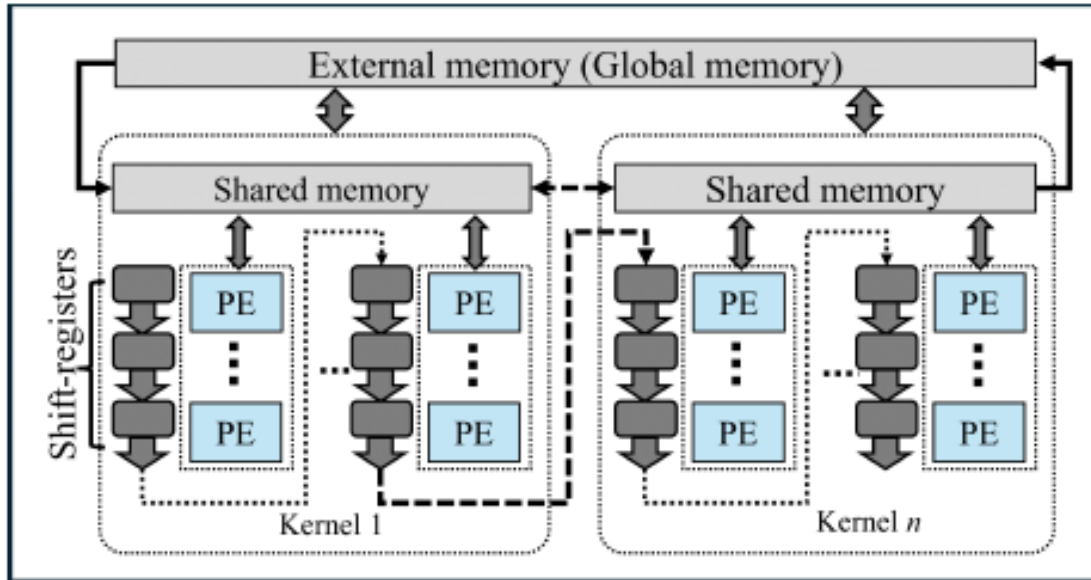 External memory (Global memory)
Shared memory
Shared memory
Shift-registers
PE
PE
PE
PE
PE
PE
PE
PE
Kernel 1
Kernel n